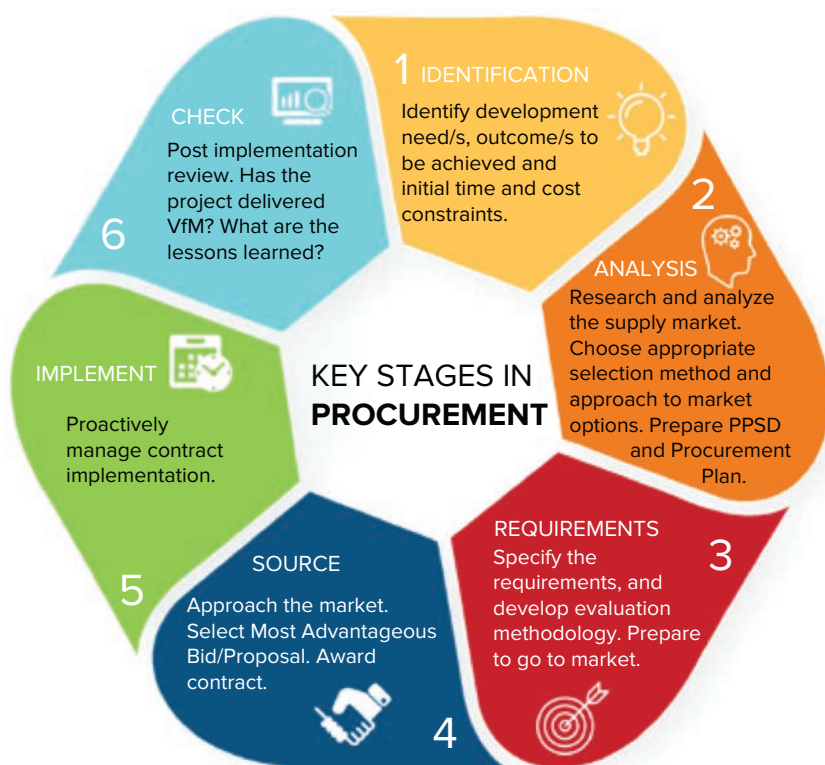 KEY STAGES IN
PROCUREMENT
1 IDENTIFICATION
Identify development
need/s, outcome/s to
be achieved and
initial time and cost
constraints.
2
ANALYSIS
Research and analyze
the supply market.
Choose appropriate
selection method and
approach to market
options. Prepare PPSD
and Procurement
Plan.
3
REQUIREMENTS
Specify the
requirements, and
develop evaluation
methodology. Prepare
to go to market.
4
SOURCE
Approach the market.
Select Most Advantageous
Bid/Proposal. Award
contract.
5
IMPLEMENT
Proactively
manage contract
implementation.
6
CHECK
Post implementation
review. Has the
project delivered
VfM? What are the
lessons learned?